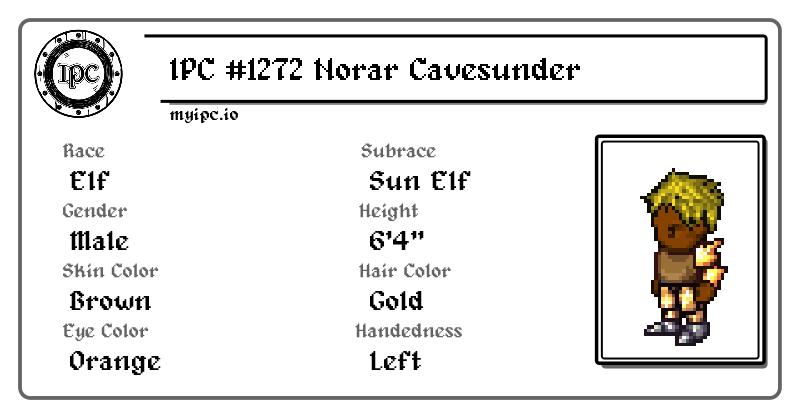 IPC
IPC #1272 Norar Cavesunder
myipc.io
Race
Elf
Subrace
Sun Elf
Gender
Male
Height
6'4"
Skin Color
Brown
Hair Color
Gold
Eye Color
Orange
Handedness
Left